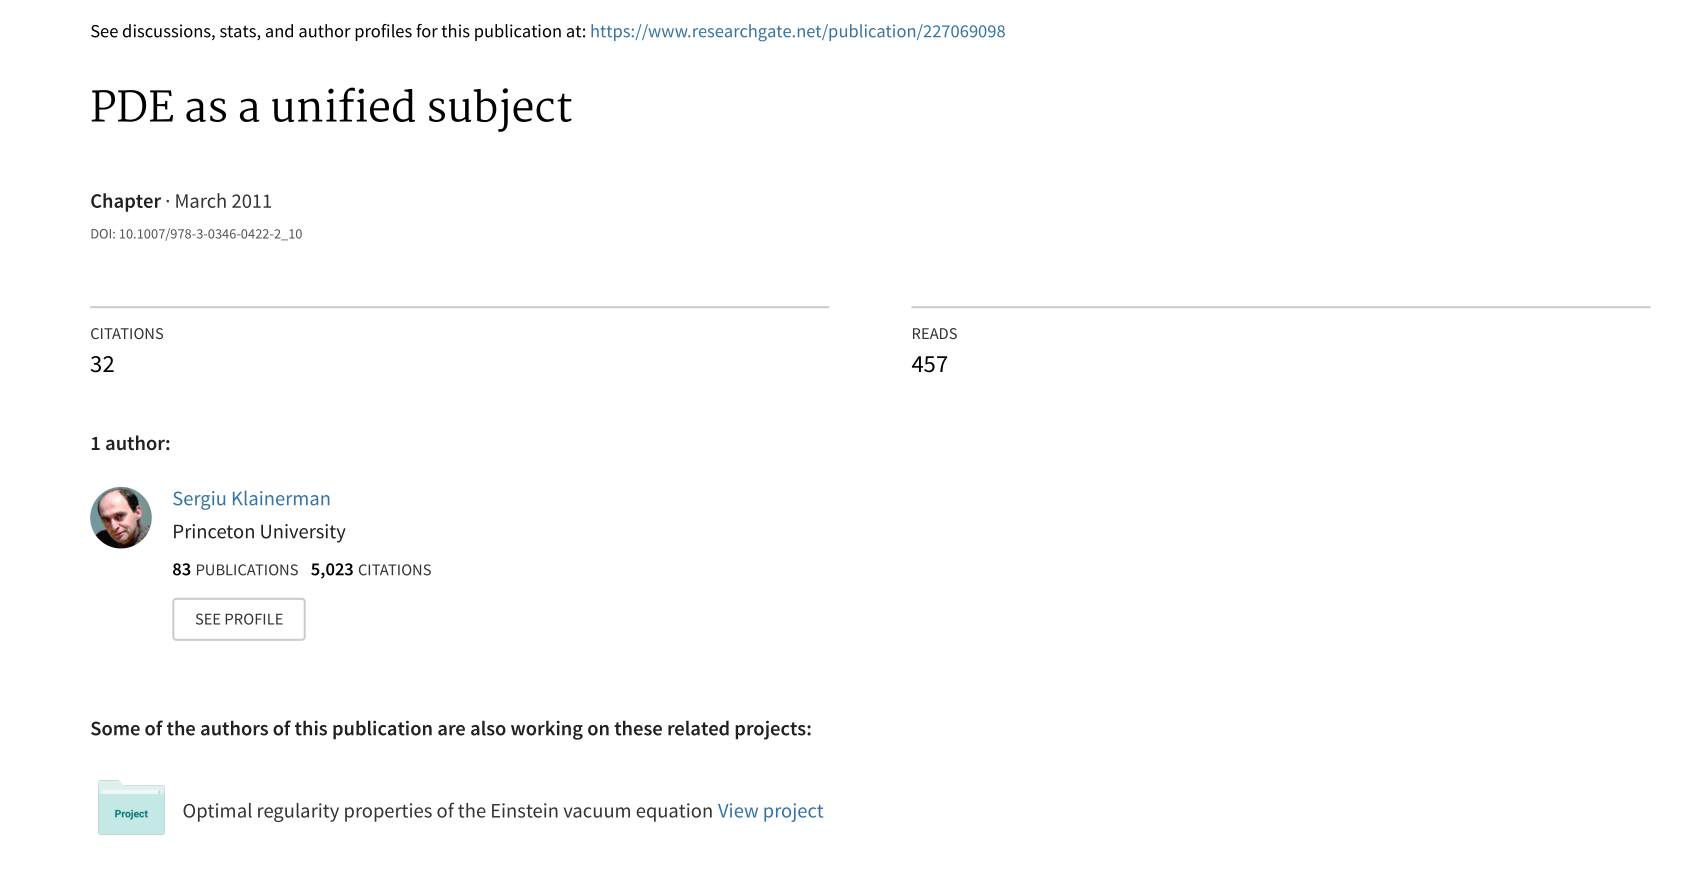 See discussions, stats, and author profiles for this publication at: https://www.researchgate.net/publication/227069098
PDE as a unified subject
Chapter · March 2011
DOI: 10.1007/978-3-0346-0422-2_10
CITATIONS
32
READS
457
1 author:
Sergiu Klainerman
Princeton University
83 PUBLICATIONS 5,023 CITATIONS
SEE PROFILE
Some of the authors of this publication are also working on these related projects:
Project
Optimal regularity properties of the Einstein vacuum equation View project